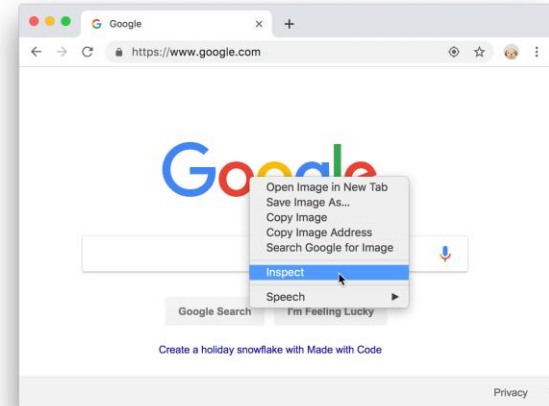 Google
https://www.google.com
Google
Open Image in New Tab
Save Image As...
Copy Image
Copy Image Address
Search Google for Image
Inspect
Speech
Google Search
I'm Feeling Lucky
Create a holiday snowflake with Made with Code
Privacy